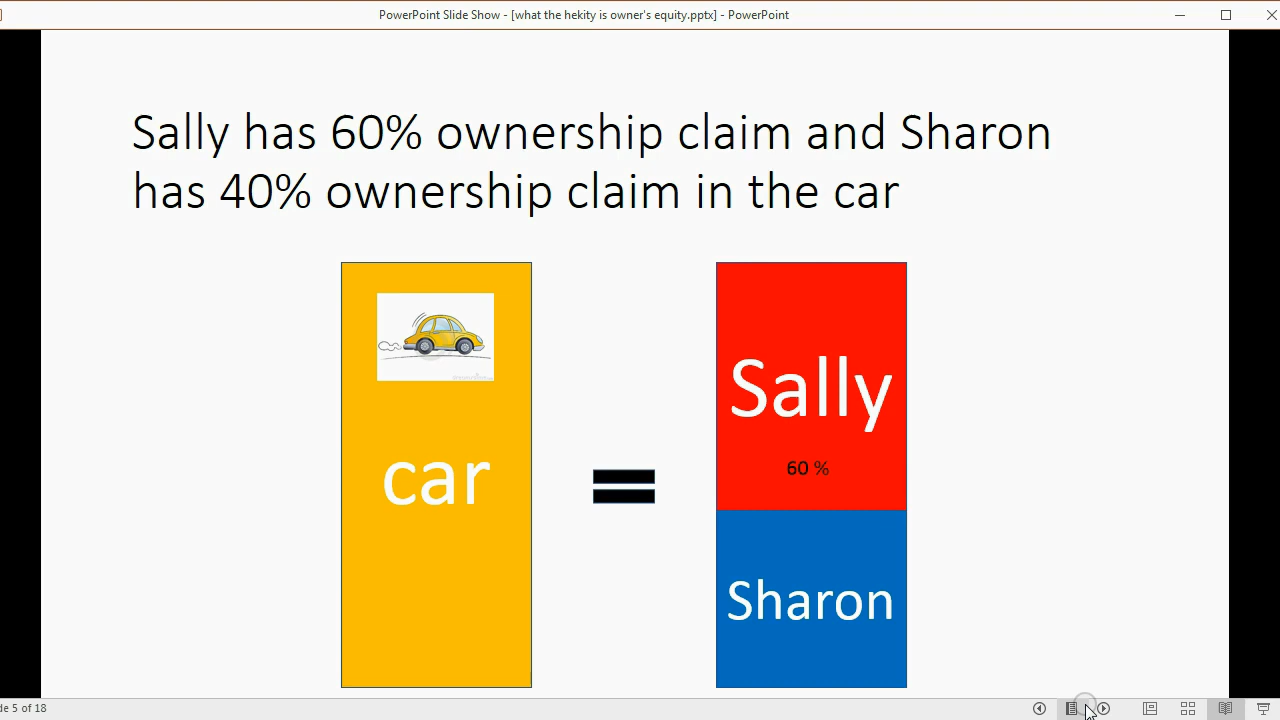 PowerPoint Slide Show - [what the hekity is owner's equity.pptx] - PowerPoint
Sally has 60% ownership claim and Sharon
has 40% ownership claim in the car
car
Sally
60 %
Sharon
de 5 of 18